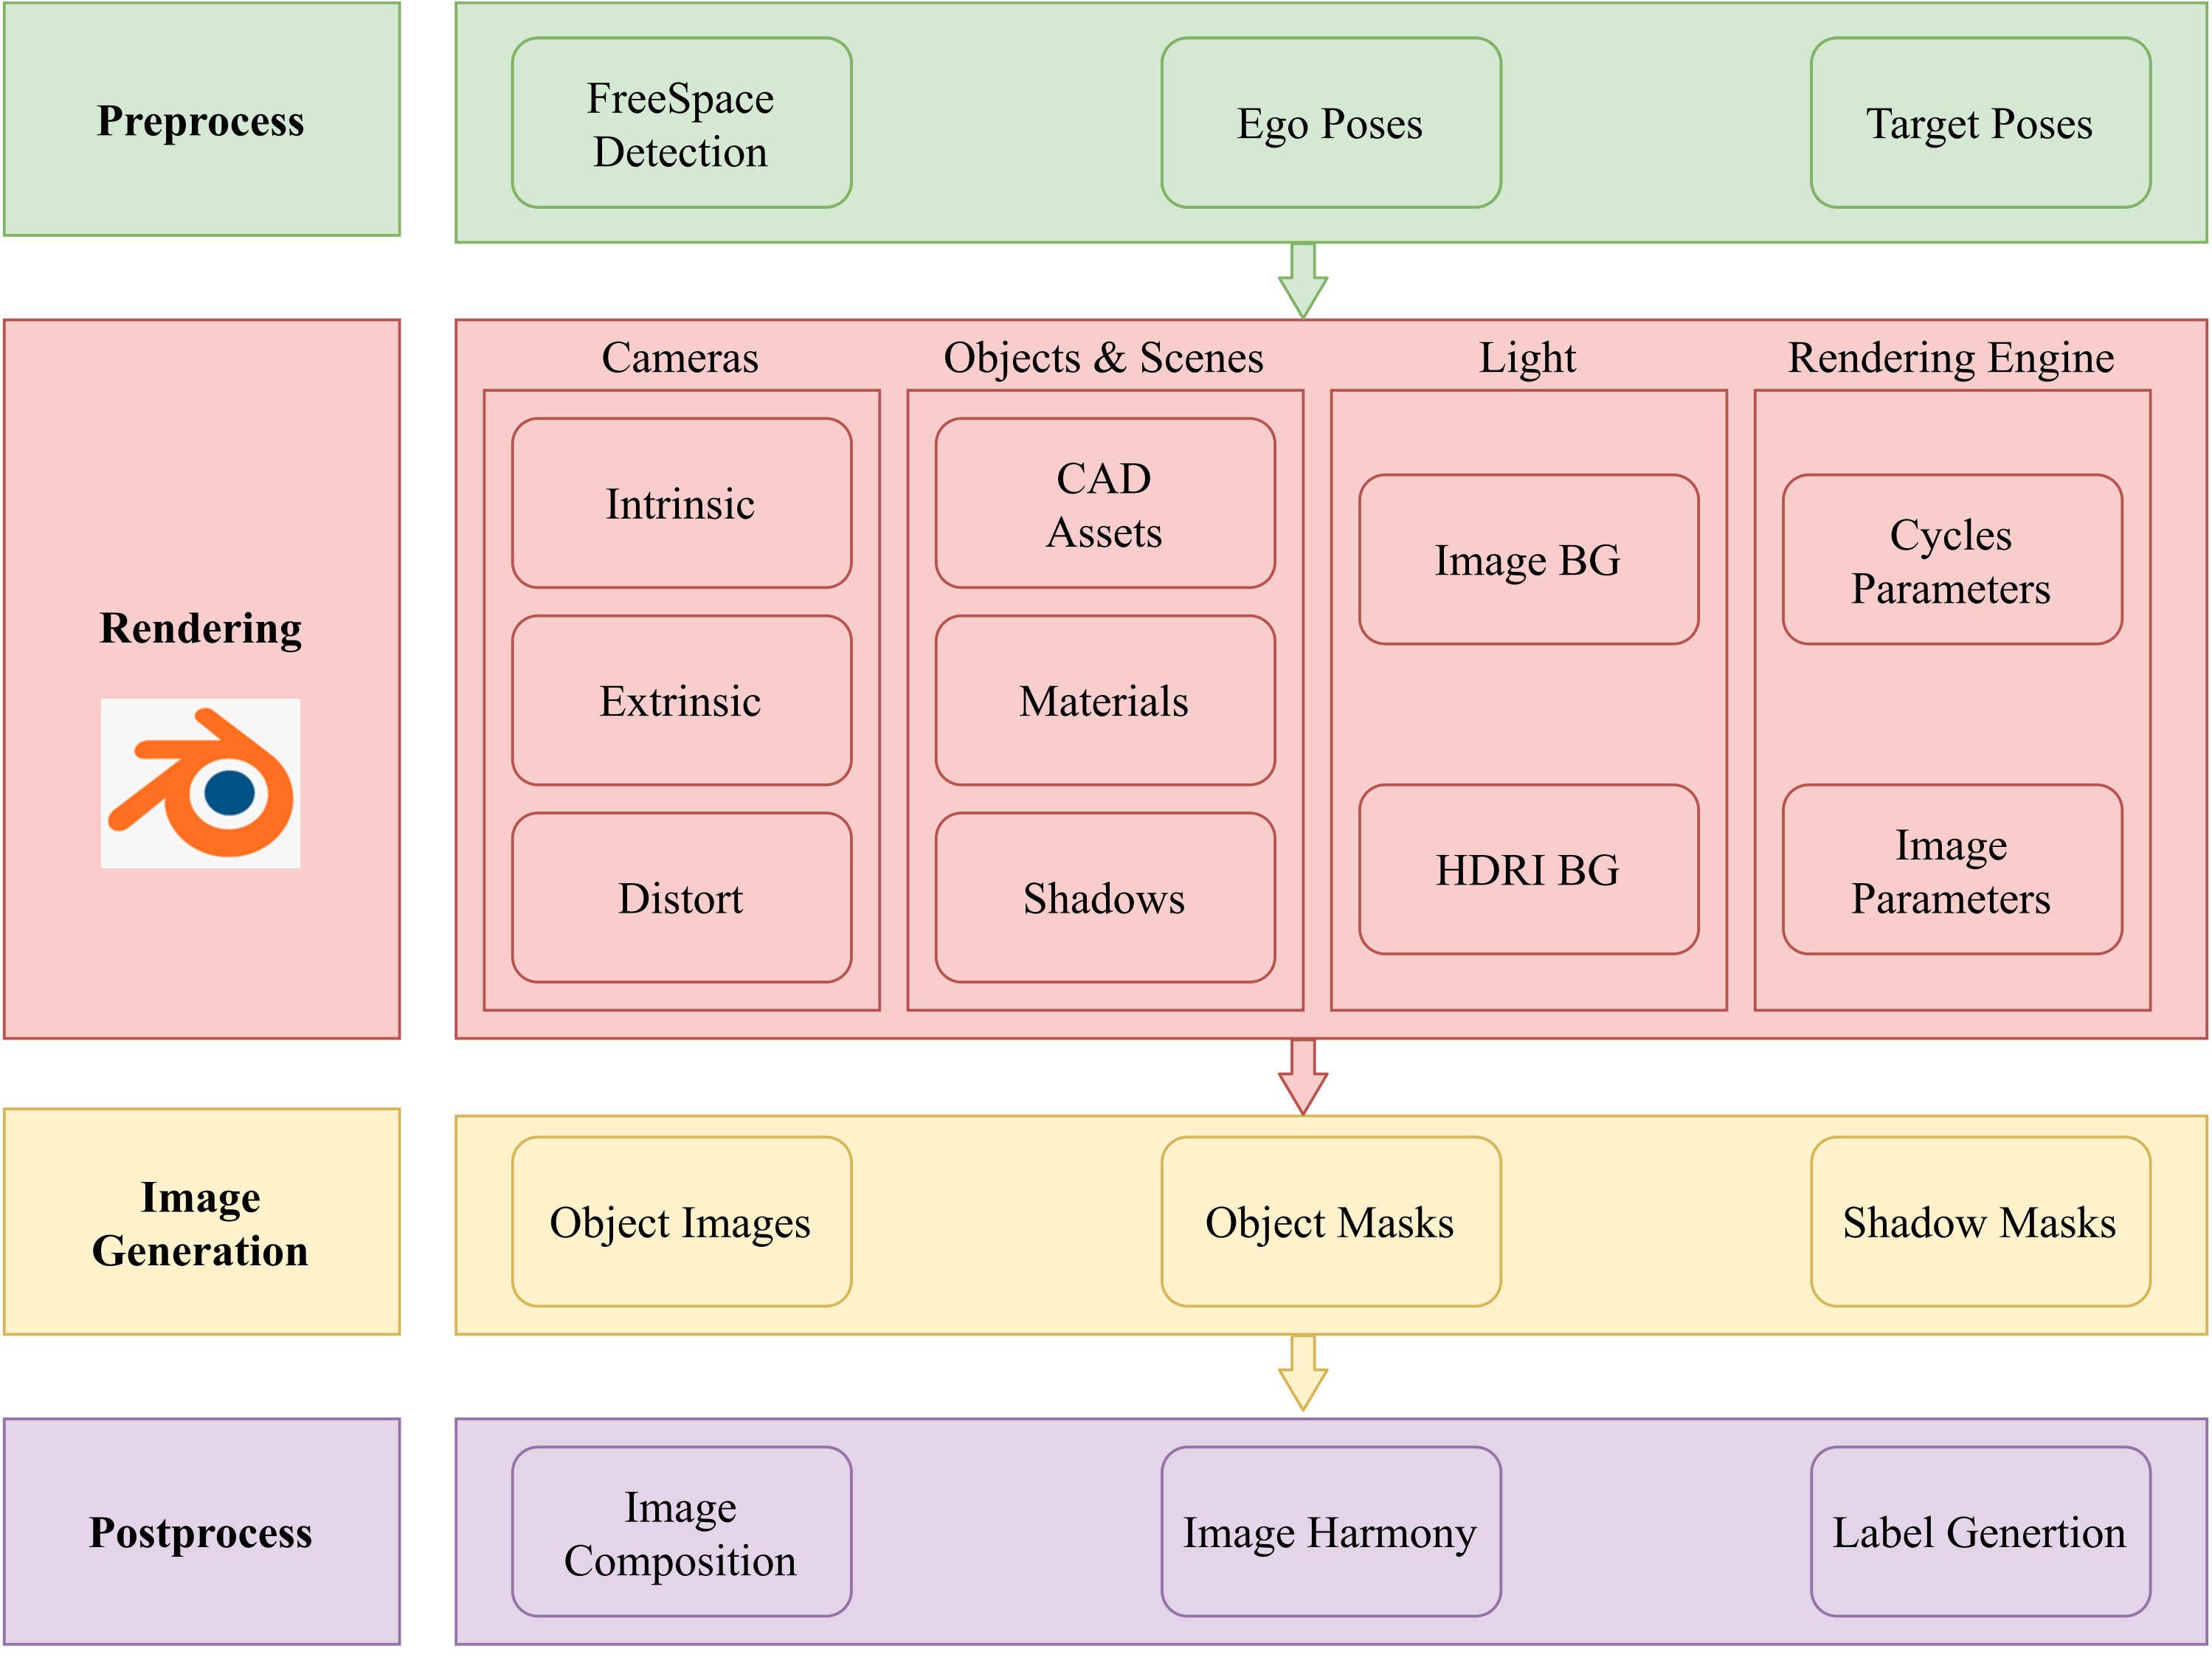 Preprocess
FreeSpace
Detection
Ego Poses
Target Poses
Rendering
Cameras
Intrinsic
Extrinsic
Distort
Objects & Scenes
CAD
Assets
Materials
Shadows
Light
Image BG
HDRI BG
Rendering Engine
Cycles
Parameters
Image
Parameters
Image
Generation
Object Images
Object Masks
Shadow Masks
Postprocess
Image
Composition
Image Harmony
Label Genertion